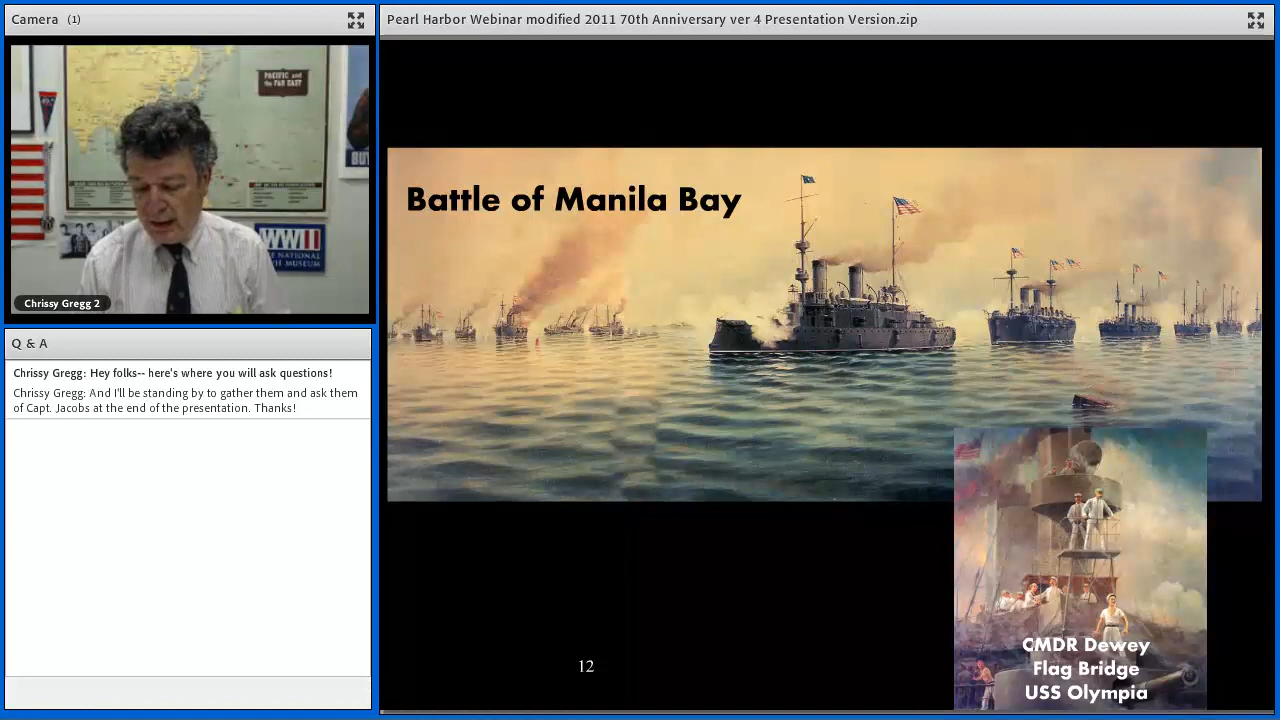 Camera (1)
Pearl Harbor Webinar modified 2011 70th Anniversary ver 4 Presentation Version.zip
PACIFIC and
the FAR EAST
BUY
WWII
NATIONAL
MUSEUM
Chrissy Gregg 2
Q & A
Chrissy Gregg: Hey folks-- here's where you will ask questions!
Chrissy Gregg: And I'll be standing by to gather them and ask them
of Capt. Jacobs at the end of the presentation. Thanks!
Battle of Manila Bay
CMDR Dewey
Flag Bridge
USS Olympia
12